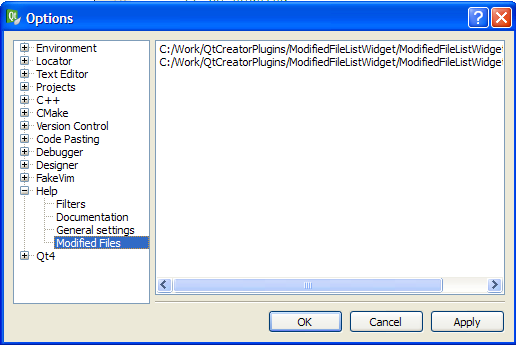 Options
Environment
Locator
Text Editor
Projects
C++
CMake
Version Control
Code Pasting
Debugger
Designer
FakeVim
Help
Filters
Documentation
General settings
Modified Files
Qt4
C:/Work/QtCreatorPlugins/ModifiedFileListWidget/ModifiedFileListWidge
C:/Work/QtCreatorPlugins/ModifiedFileListWidget/ModifiedFileListWidge
OK
Cancel
Apply